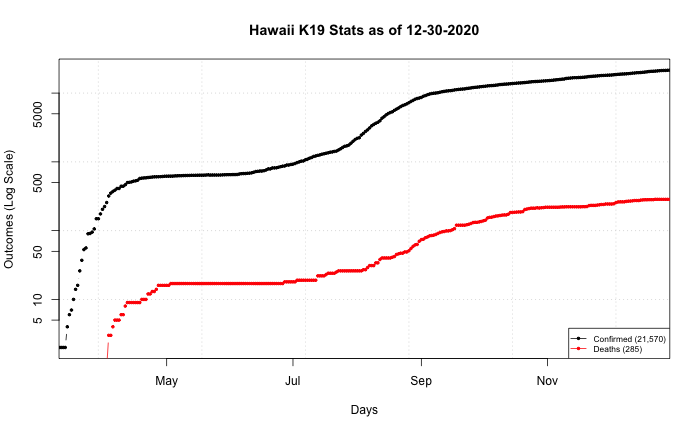 Hawaii K19 Stats as of 12-30-2020
Outcomes (Log Scale)
5000
500
50
10
5
May
Jul
Sep
Nov
Days
Confirmed (21,570)
Deaths (285)